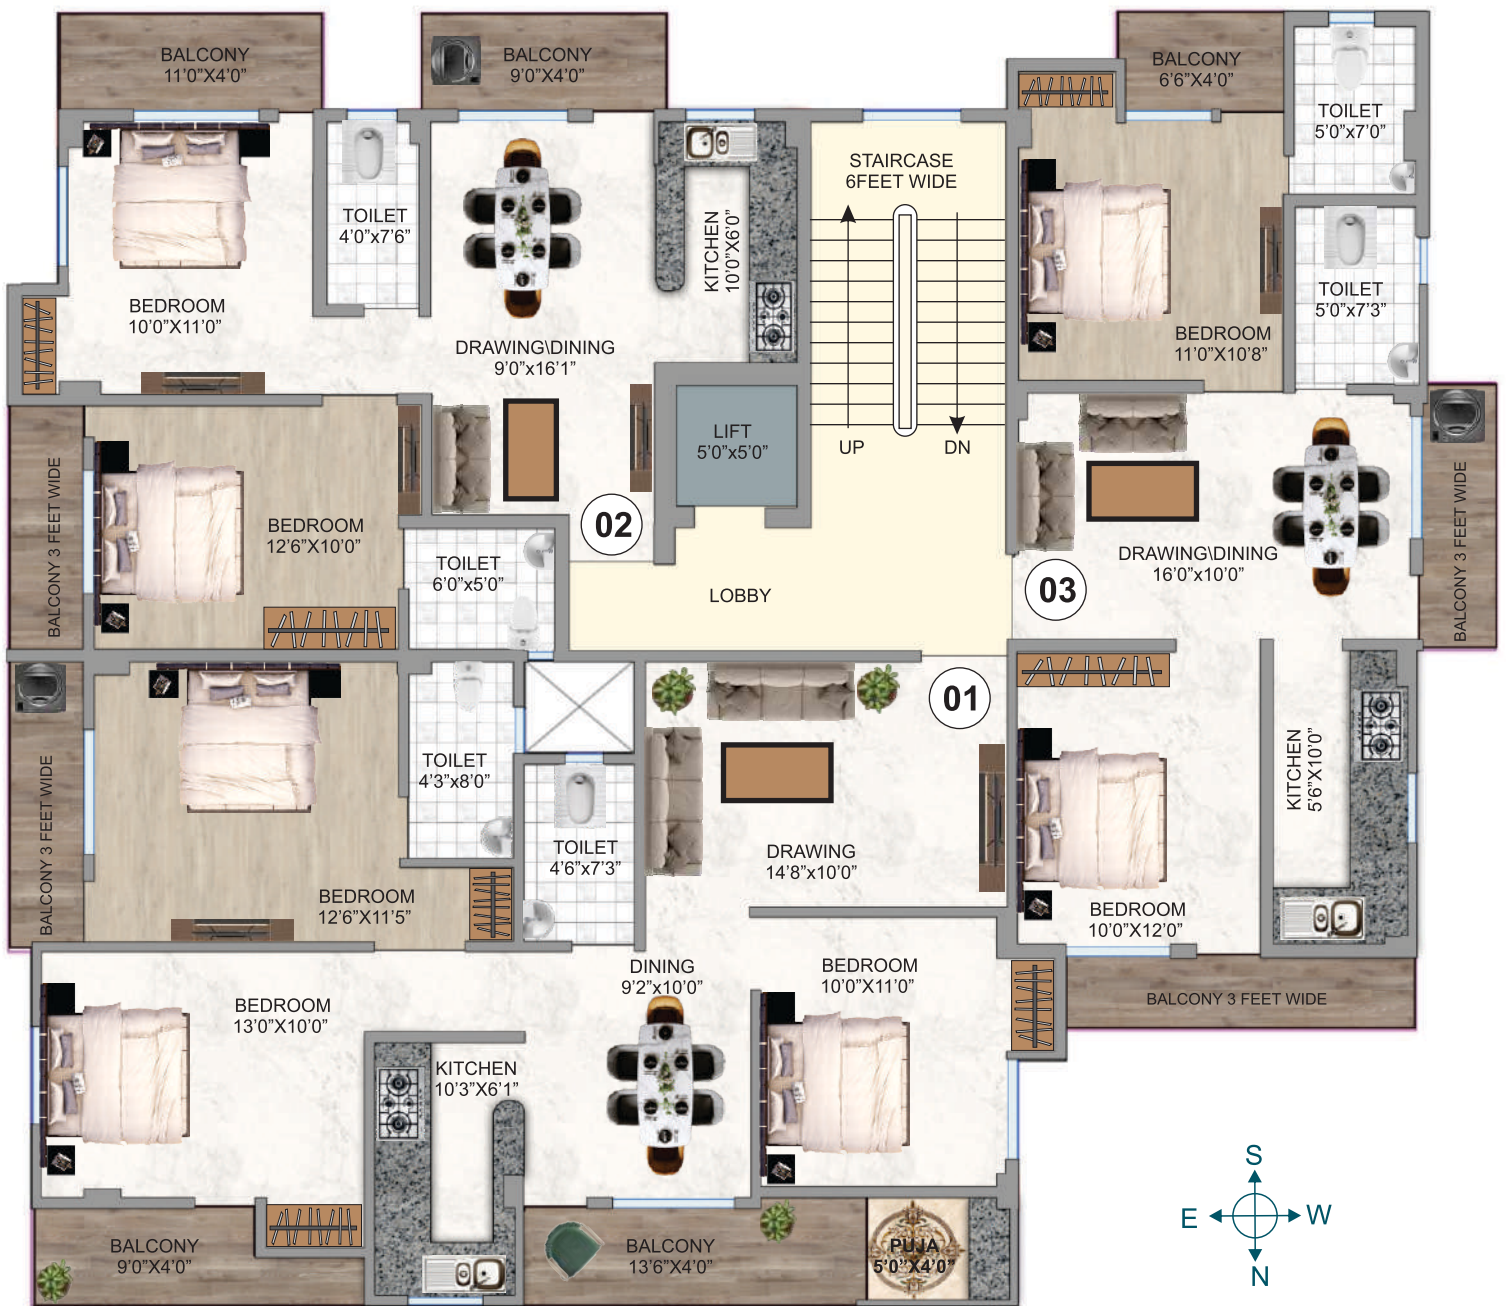 BALCONY
11'0"X4'0"
BALCONY
9'0"X4'0"
BALCONY
6'6"X4'0"
TOILET
5'0"x7'0"
STAIRCASE
6FEET WIDE
TOILET
4'0"x7'6"
KITCHEN
10'0"X6'0"
BEDROOM
10'0"X11'0"
TOILET
5'0"x7'3"
BEDROOM
11'0"X10'8"
DRAWING\DINING
9'0"x16'1"
LIFT
5'0"x5'0"
UP
DN
BALCONY 3 FEET WIDE
BEDROOM
12'6"X10'0"
02
TOILET
6'0"x5'0"
LOBBY
03
DRAWING\DINING
16'0"x10'0"
BALCONY 3 FEET WIDE
01
BALCONY 3 FEET WIDE
TOILET
4'3"x8'0"
KITCHEN
5'6"X10'0"
TOILET
4'6"x7'3"
DRAWING
14'8"x10'0"
BEDROOM
12'6"X11'5"
BEDROOM
10'0"X12'0"
DINING
9'2"x10'0"
BEDROOM
10'0"X11'0"
BEDROOM
13'0"X10'0"
BALCONY 3 FEET WIDE
KITCHEN
10'3"X6'1"
BALCONY
9'0"X4'0"
BALCONY
13'6"X4'0"
PUJA
5'0"X4'0"
S
E
W
N